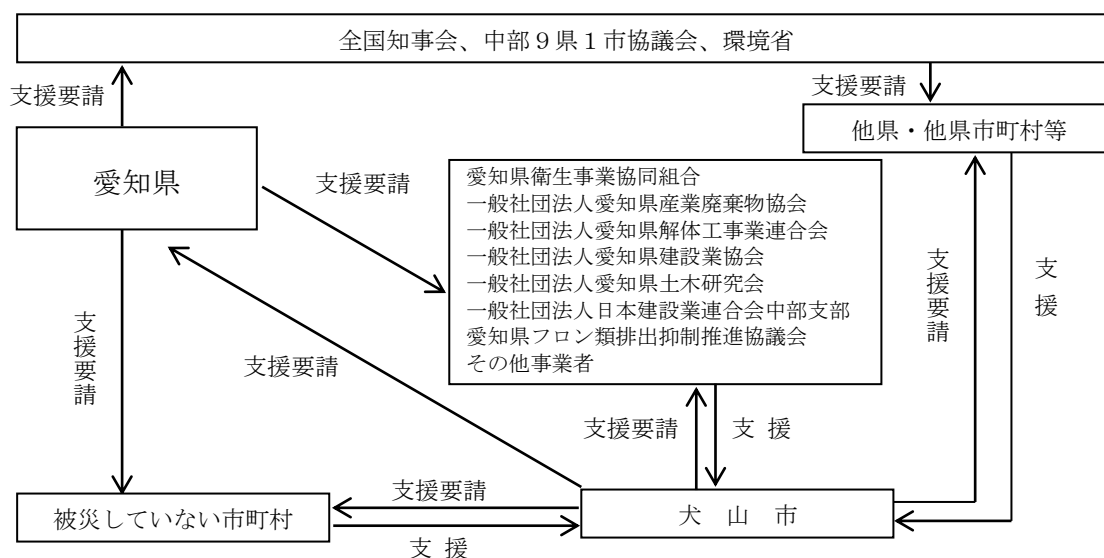 全国知事会、中部９県１市協議会、環境省
支援要請
支援要請
他県・他県市町村等
愛知県
支援要請
愛知県衛生事業協同組合
一般社団法人愛知県産業廃棄物協会
一般社団法人愛知県解体工事業連合会
一般社団法人愛知県建設業協会
一般社団法人愛知県土木研究会
一般社団法人日本建設業連合会中部支部
愛知県フロン類排出抑制推進協議会
その他事業者
支援要請
支援
支援要請
支援要請
支援要請
支 援
支援要請
被災していない市町村
犬 山 市
支 援